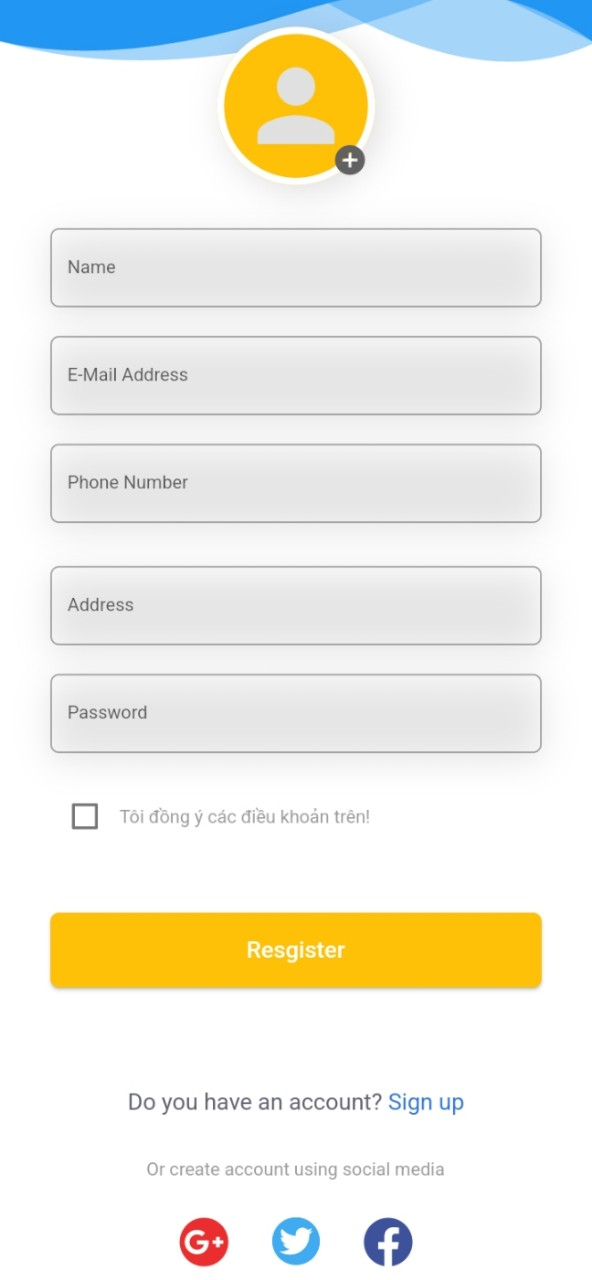 Name
E-Mail Address
Phone Number
Address
Password
Tôi đồng ý các điều khoản trên!
Resgister
Do you have an account? Sign up
Or create account using social media
G+